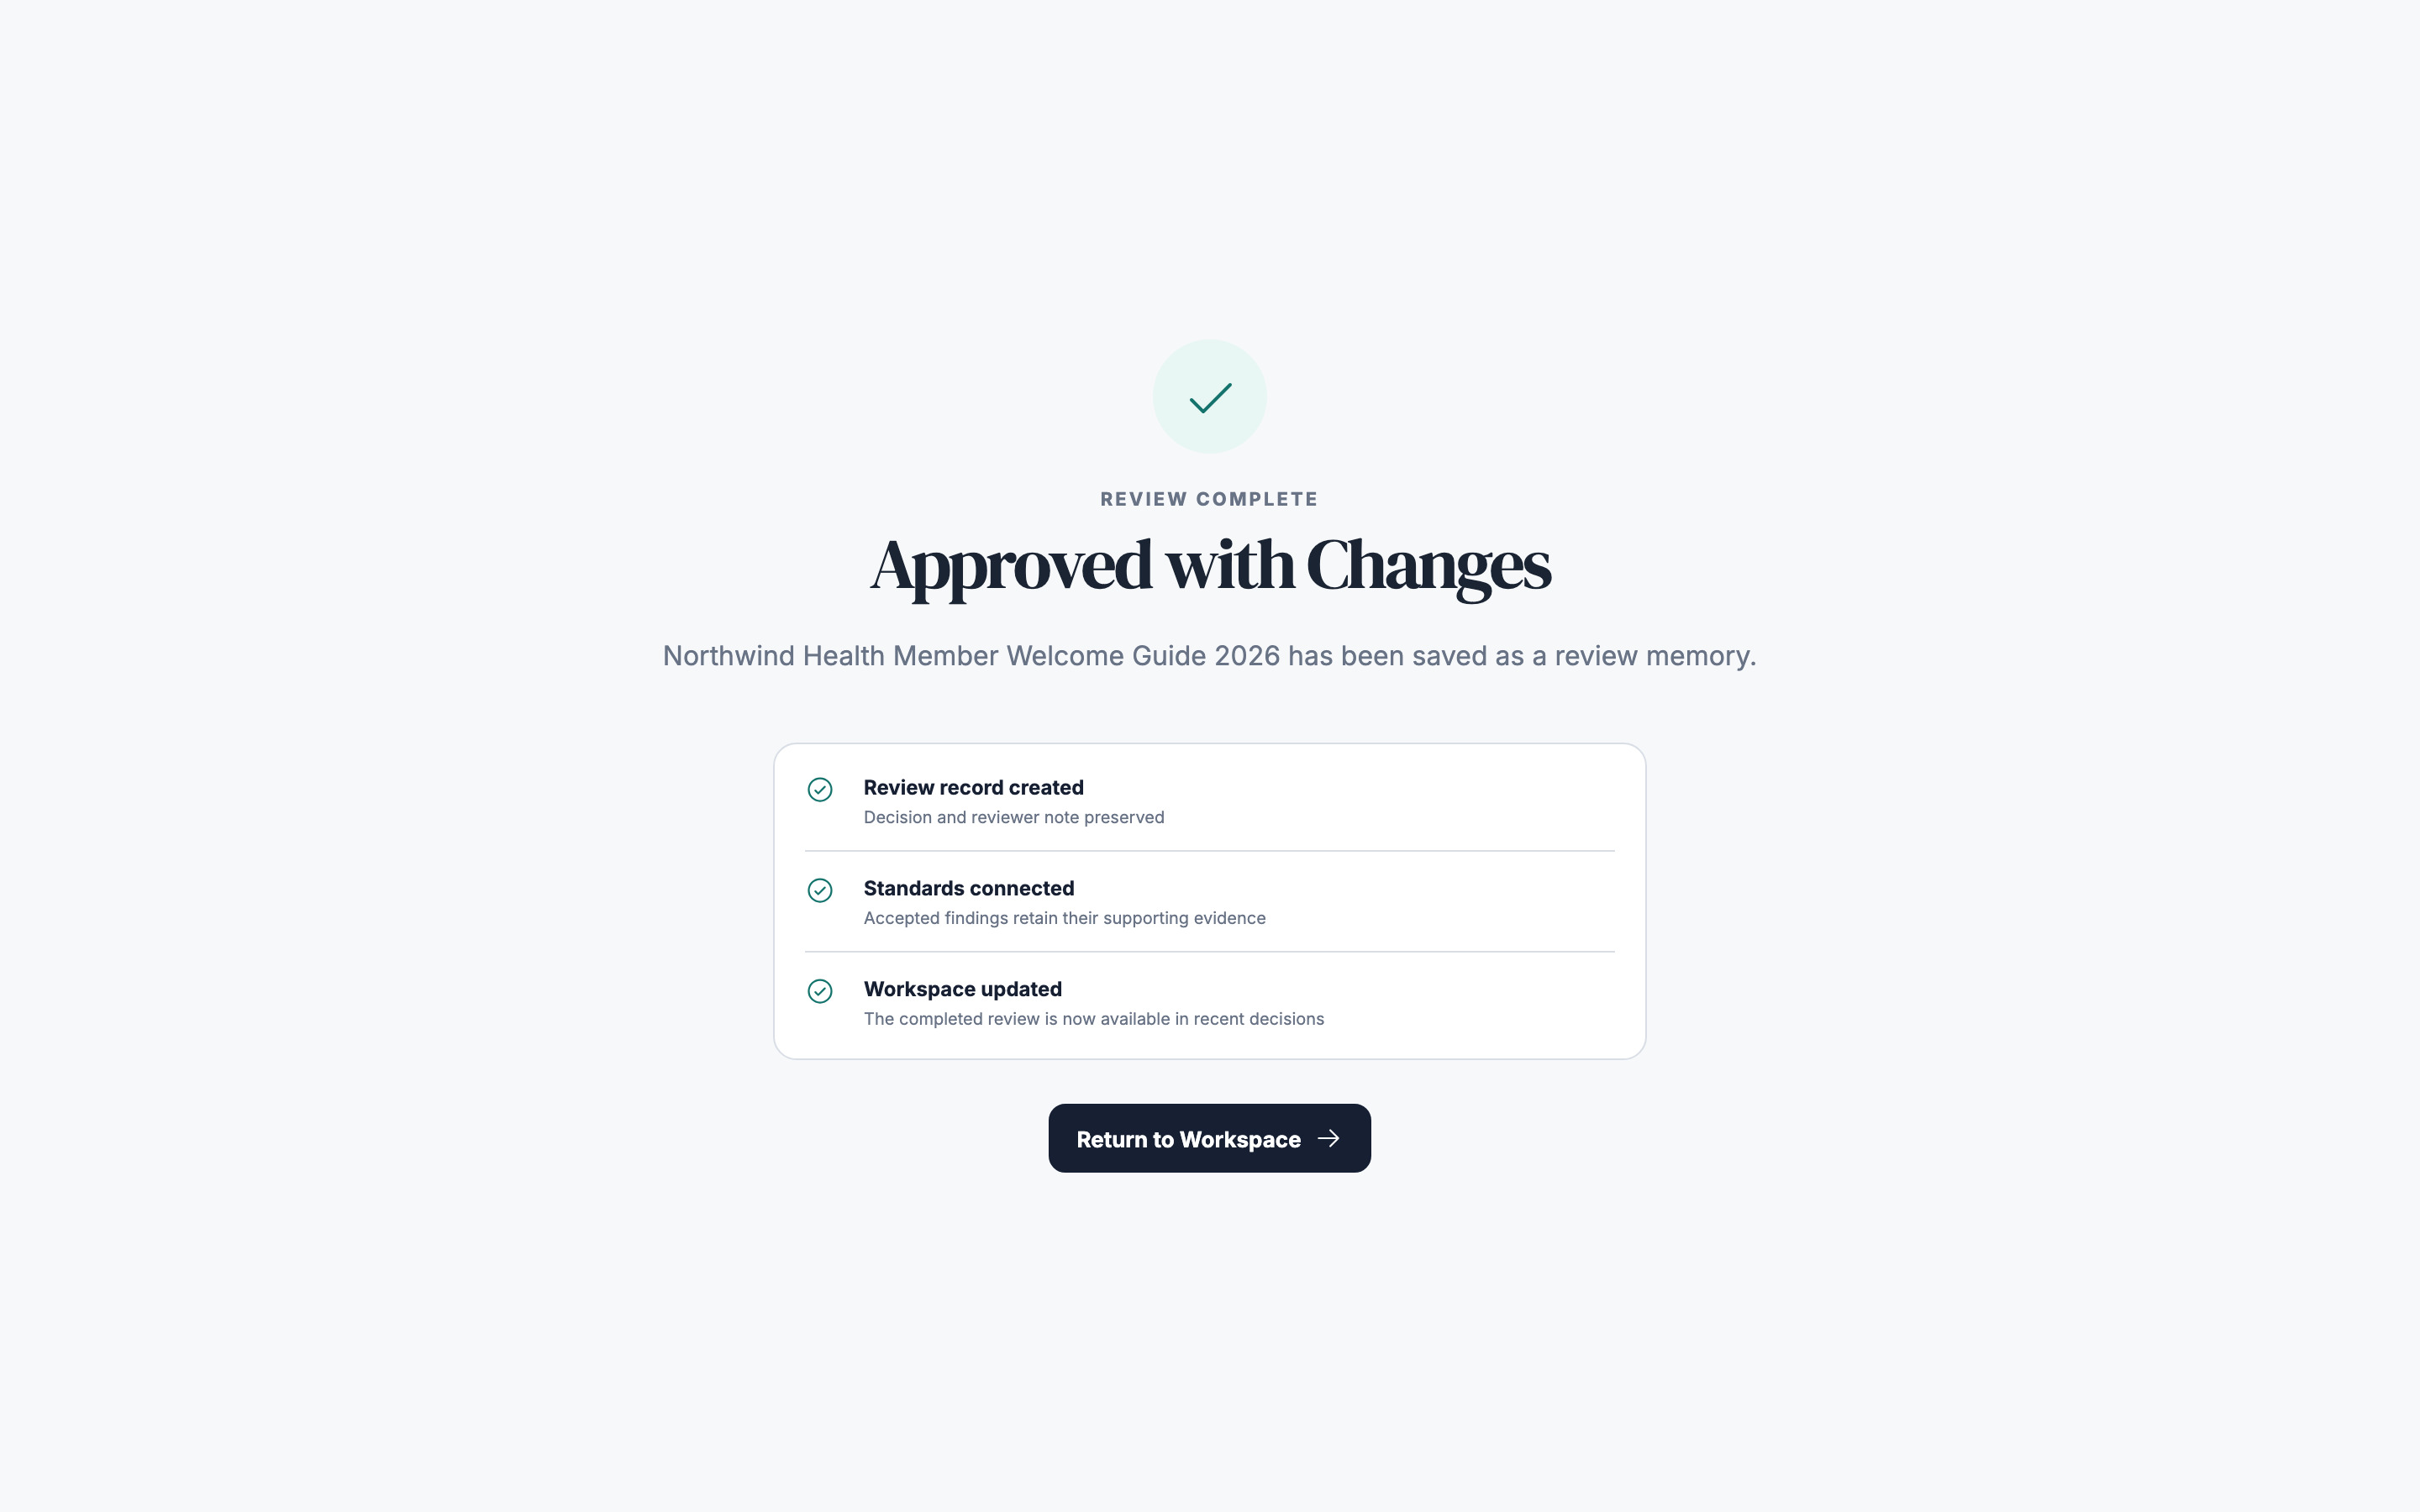 REVIEW COMPLETE
Approved with Changes
Northwind Health Member Welcome Guide 2026 has been saved as a review memory.
Review record created
Decision and reviewer note preserved
Standards connected
Accepted findings retain their supporting evidence
Workspace updated
The completed review is now available in recent decisions
Return to Workspace